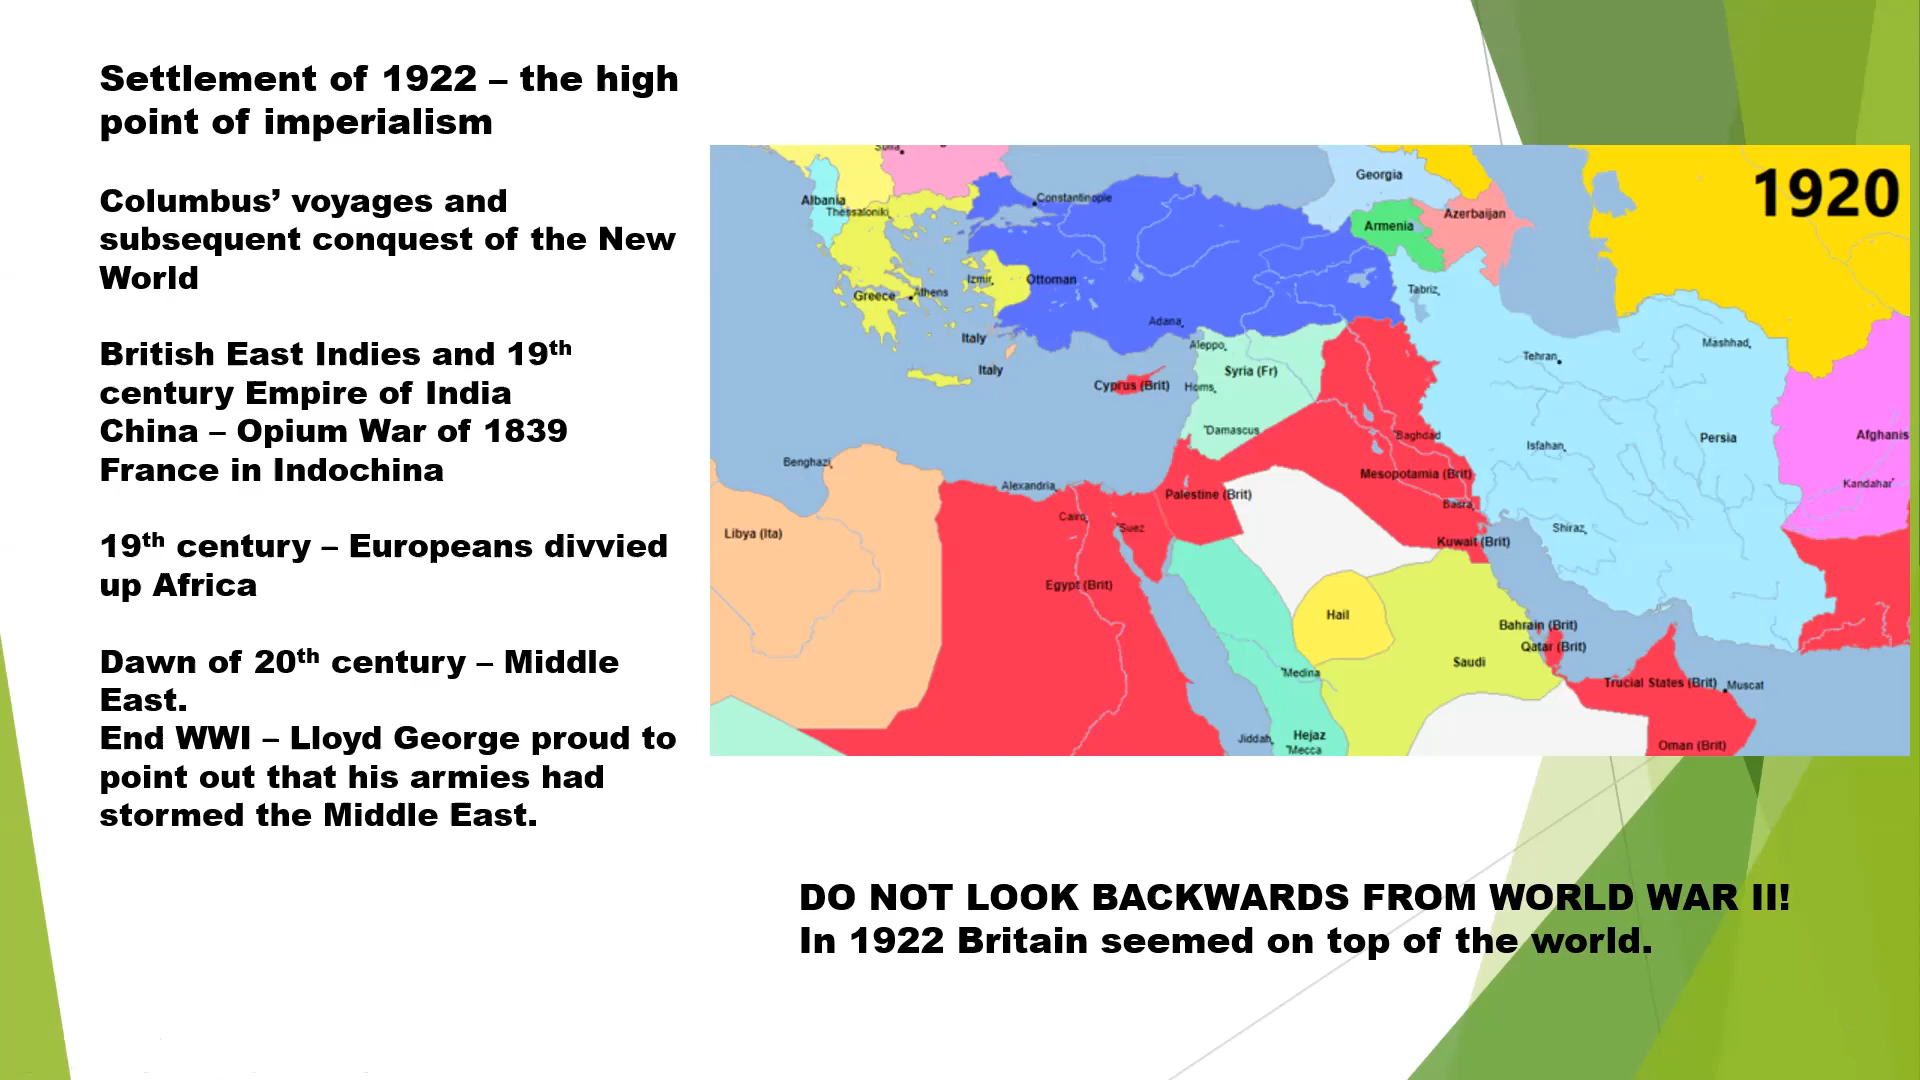 Settlement of 1922 – the high
point of imperialism
Columbus’ voyages and
subsequent conquest of the New
World
British East Indies and 19th
century Empire of India
China – Opium War of 1839
France in Indochina
19th century – Europeans divvied
up Africa
Dawn of 20th century – Middle
East.
End WWI – Lloyd George proud to
point out that his armies had
stormed the Middle East.
1920
Sofia
Georgia
Constantinople
Albania
Thessaloniki
Azerbaijan
Armenia
Izmir
Ottoman
Greece
Athens
Tabriz
Adana
Italy
Aleppo
Mashhad
Tehran
Italy
Syria (Fr)
Cyprus (Brit)
Homs
Damascus
Baghdad
Persia
Afghanis
Isfahan
Benghazi
Mesopotamia (Brit)
Alexandria
Palestine (Brit)
Kandahar
Basra
Cairo
Suez
Shiraz
Libya (Ita)
Kuwait (Brit)
Egypt (Brit)
Hail
Bahrain (Brit)
Qatar (Brit)
Saudi
Medina
Trucial States (Brit)
Muscat
Jiddah
Hejaz
Mecca
Oman (Brit)
DO NOT LOOK BACKWARDS FROM WORLD WAR II!
In 1922 Britain seemed on top of the world.